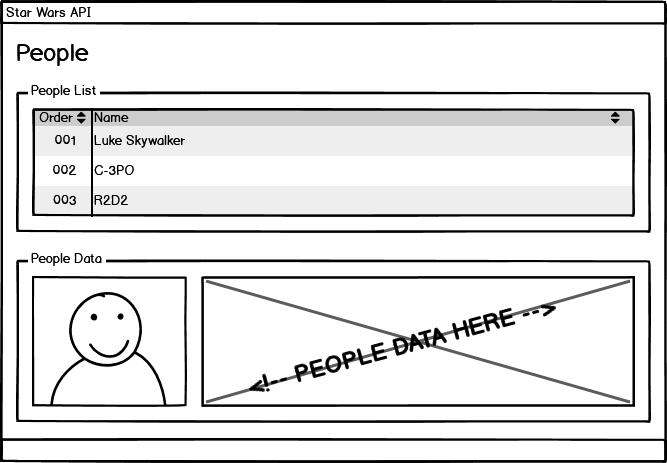 Star Wars API
People
People List
Order Name
001 Luke Skywalker
002 C-3PO
003 R2D2
People Data
<!-- PEOPLE DATA HERE -->